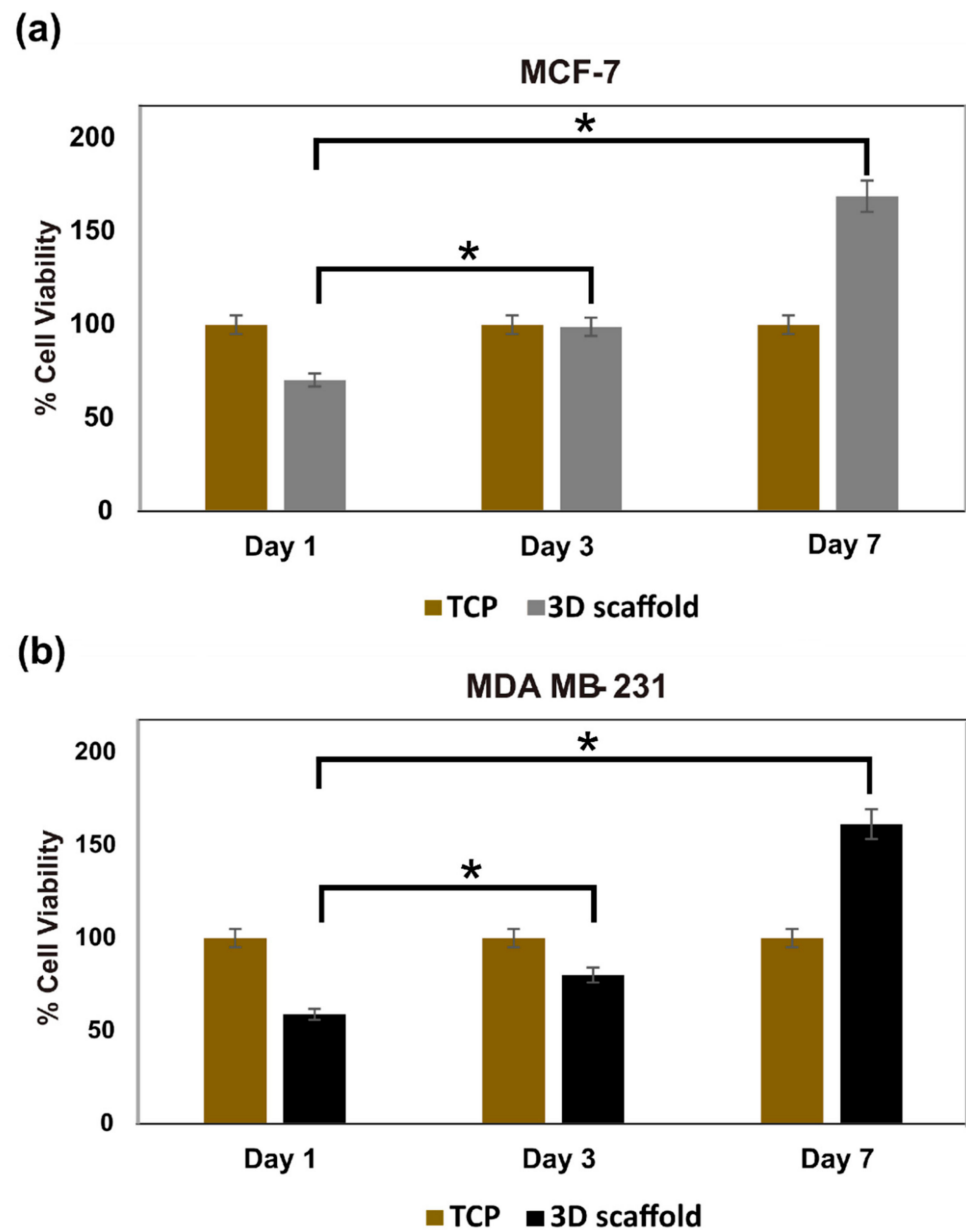 (a)
MCF-7
% Cell Viability
200
150
100
50
0
*
*
Day 1 Day 3 Day 7
TCP 3D scaffold
(b)
MDA MB-231
% Cell Viability
200
150
100
50
0
*
*
Day 1 Day 3 Day 7
TCP 3D scaffold